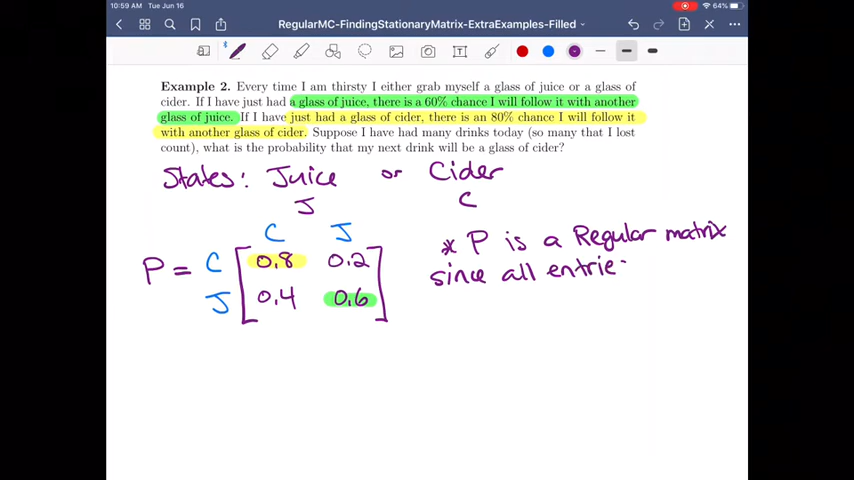 10:59 AM Tue Jun 16
64%
RegularMC-FindingStationaryMatrix-ExtraExamples-Filled
Example 2. Every time I am thirsty I either grab myself a glass of juice or a glass of
cider. If I have just had a glass of juice, there is a 60% chance I will follow it with another
glass of juice. If I have just had a glass of cider, there is an 80% chance I will follow it
with another glass of cider. Suppose I have had many drinks today (so many that I lost
count), what is the probability that my next drink will be a glass of cider?
States: Juice or Cider
J C
C J
P = C 0.8 0.2
J 0.4 0.6
* P is a Regular matrix
since all entrie